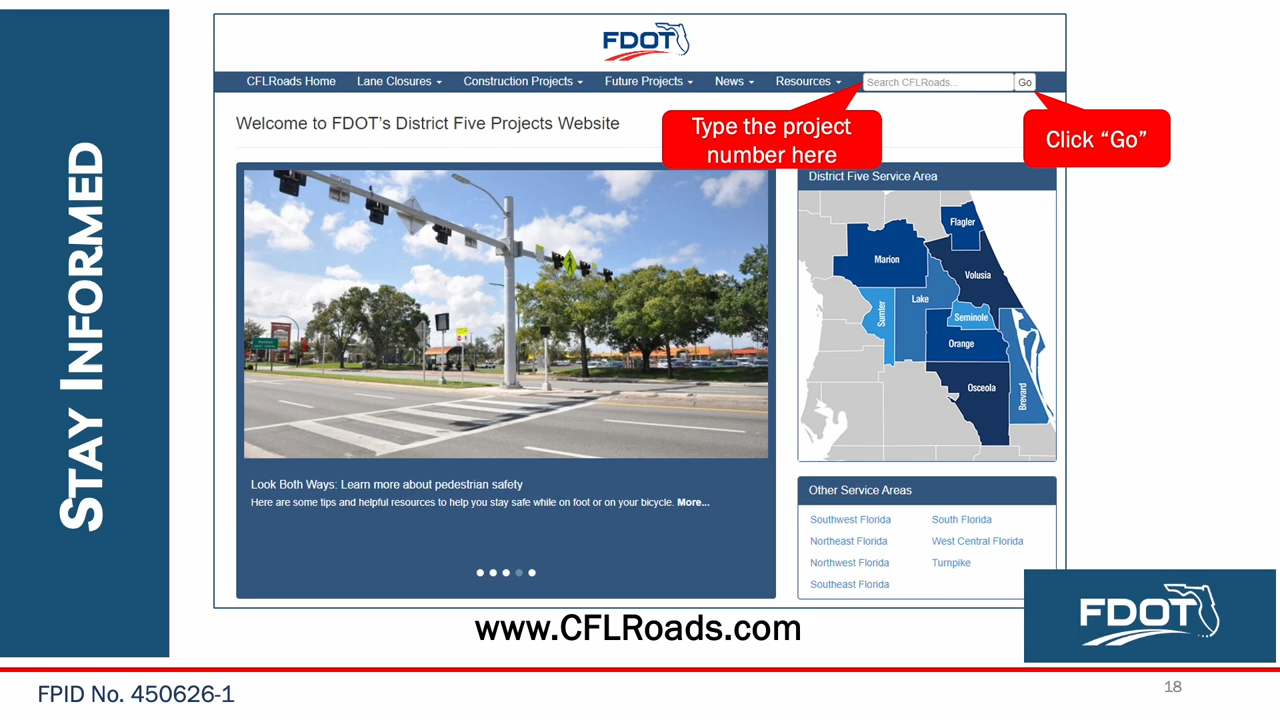 STAY INFORMED
FDOT
CFLRoads Home Lane Closures Construction Projects Future Projects News Resources Search CFLRoads... Go
Welcome to FDOT's District Five Projects Website
Type the project
number here
Click “Go”
District Five Service Area
Flagler
Marion
Volusia
Lake
Sumter
Seminole
Orange
Osceola
Brevard
Look Both Ways: Learn more about pedestrian safety
Here are some tips and helpful resources to help you stay safe while on foot or on your bicycle. More...
Other Service Areas
Southwest Florida South Florida
Northeast Florida West Central Florida
Northwest Florida Turnpike
Southeast Florida
FDOT
www.CFLRoads.com
FPID No. 450626-1
18